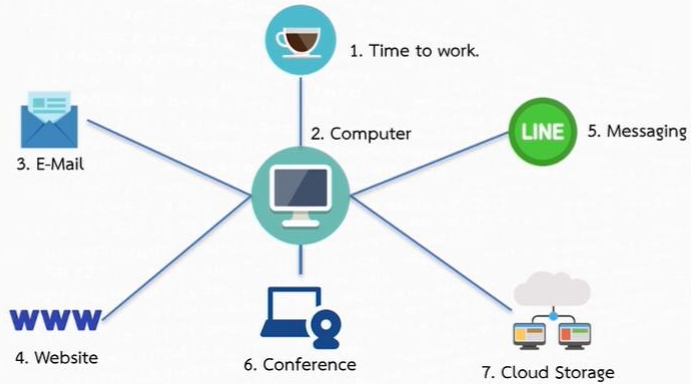 1. Time to work.
2. Computer
3. E-Mail
WWW
4. Website
LINE
5. Messaging
6. Conference
7. Cloud Storage